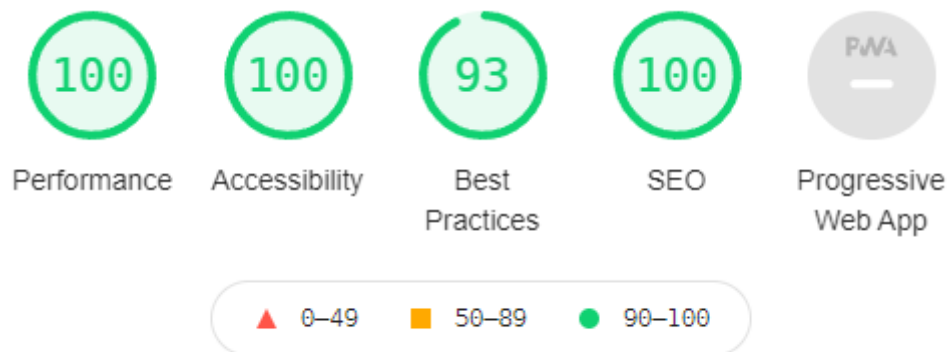 100 100 93 100 PWA
Performance Accessibility Best SEO Progressive
Practices Web App
0–49 50–89 90–100